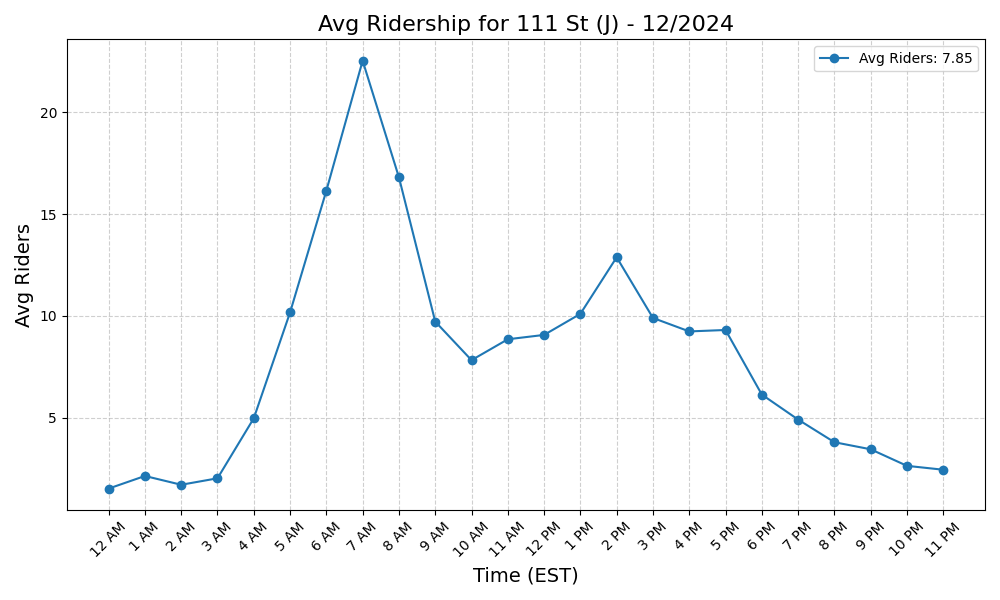 Avg Ridership for 111 St (J) - 12/2024
Avg Riders: 7.85
Avg Riders
20
15
10
5
12 AM
1 AM
2 AM
3 AM
4 AM
5 AM
6 AM
7 AM
8 AM
9 AM
10 AM
11 AM
12 PM
1 PM
2 PM
3 PM
4 PM
5 PM
6 PM
7 PM
8 PM
9 PM
10 PM
11 PM
Time (EST)